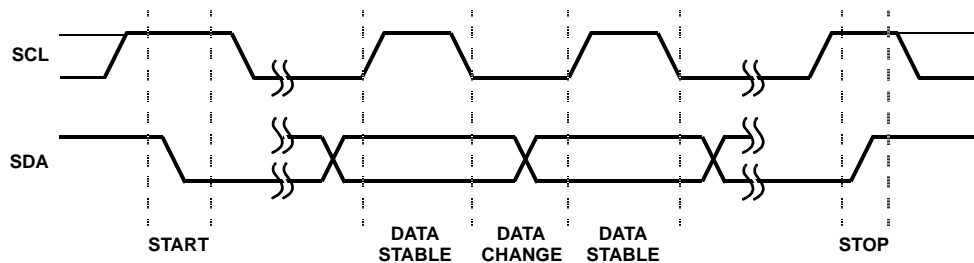 SCL
SDA
START
DATA
STABLE
DATA
CHANGE
DATA
STABLE
STOP